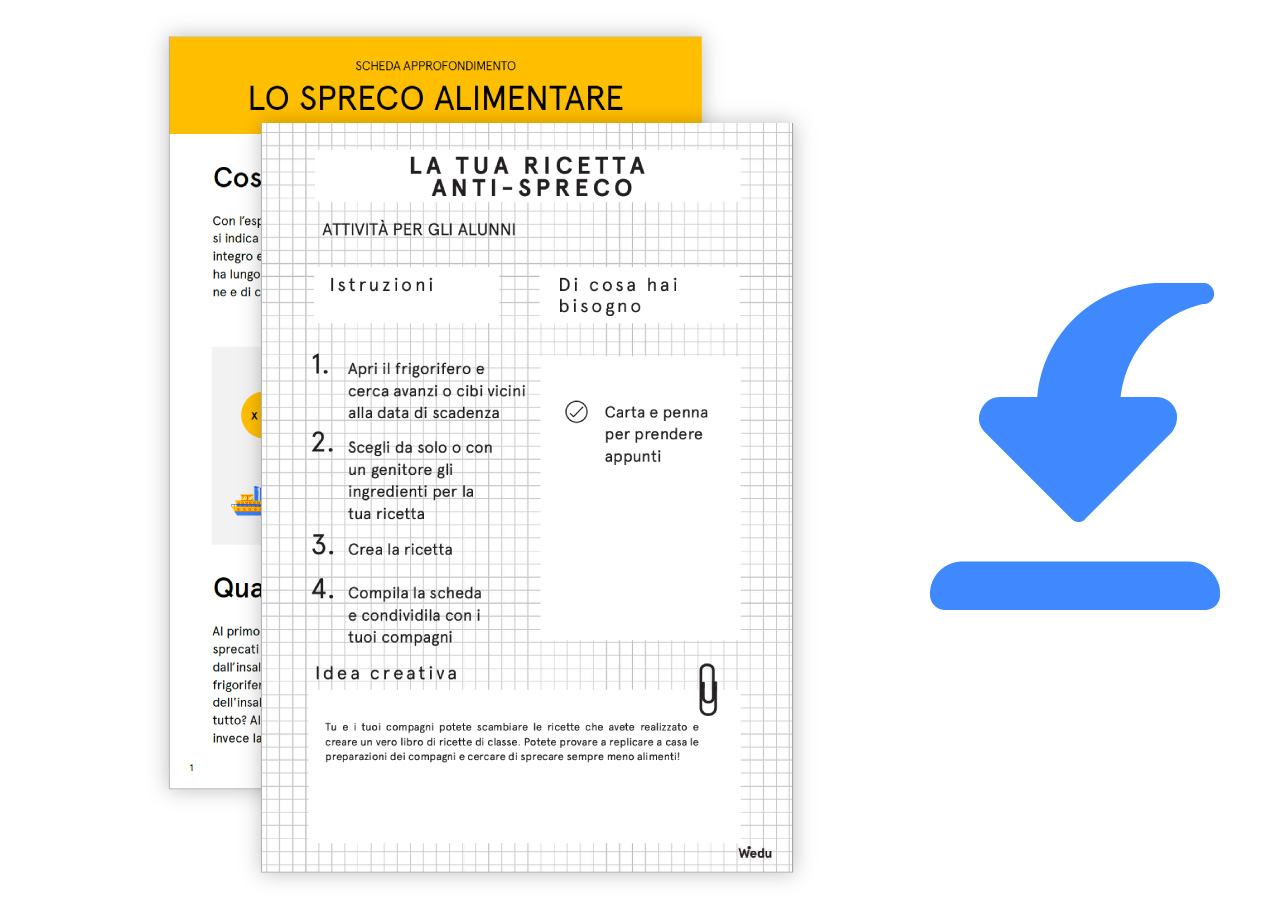 SCHEDA APPROFONDIMENTO
LO SPRECO ALIMENTARE
Con l'esp
si indica
integro e
ha lungo
ne e di c
x
Al primo
sprecati
dall'insal
frigorifer
dell'insal
tutto? Al
invece la
1
LA TUA RICETTA
ANTI-SPRECO
ATTIVITÀ PER GLI ALUNNI
Istruzioni
1. Apri il frigorifero e
cerca avanzi o cibi vicini
alla data di scadenza
2. Scegli da solo o con
un genitore gli
ingredienti per la
tua ricetta
3. Crea la ricetta
4. Compila la scheda
e condividila con i
tuoi compagni
Di cosa hai
bisogno
Carta e penna
per prendere
appunti
Idea creativa
Tu e i tuoi compagni potete scambiare le ricette che avete realizzato e
creare un vero libro di ricette di classe. Potete provare a replicare a casa le
preparazioni dei compagni e cercare di sprecare sempre meno alimenti!
Wedu